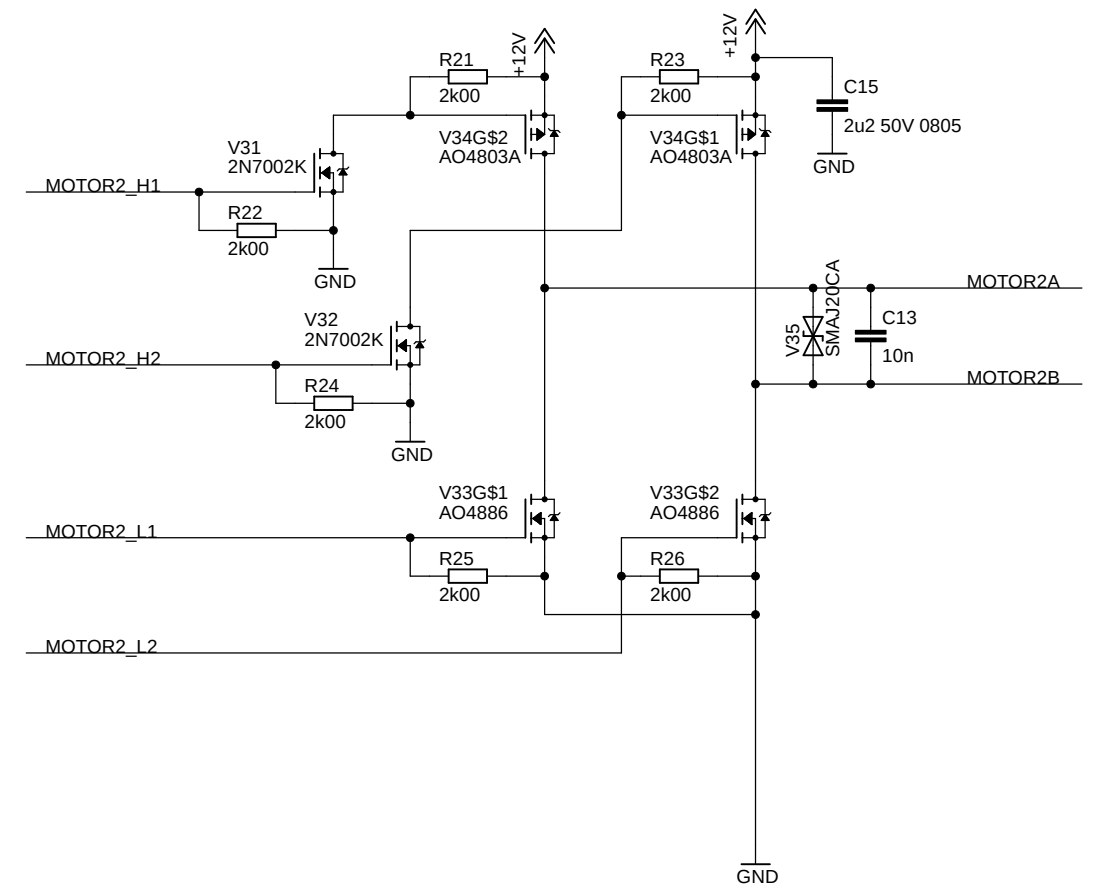 +12V
+12V
R21
2k00
R23
2k00
C15
2u2 50V 0805
GND
V31
2N7002K
V34G$2
AO4803A
V34G$1
AO4803A
MOTOR2_H1
R22
2k00
GND
MOTOR2A
V35
SMAJ20CA
C13
10n
V32
2N7002K
MOTOR2_H2
MOTOR2B
R24
2k00
GND
V33G$1
AO4886
V33G$2
AO4886
MOTOR2_L1
R25
2k00
R26
2k00
MOTOR2_L2
GND